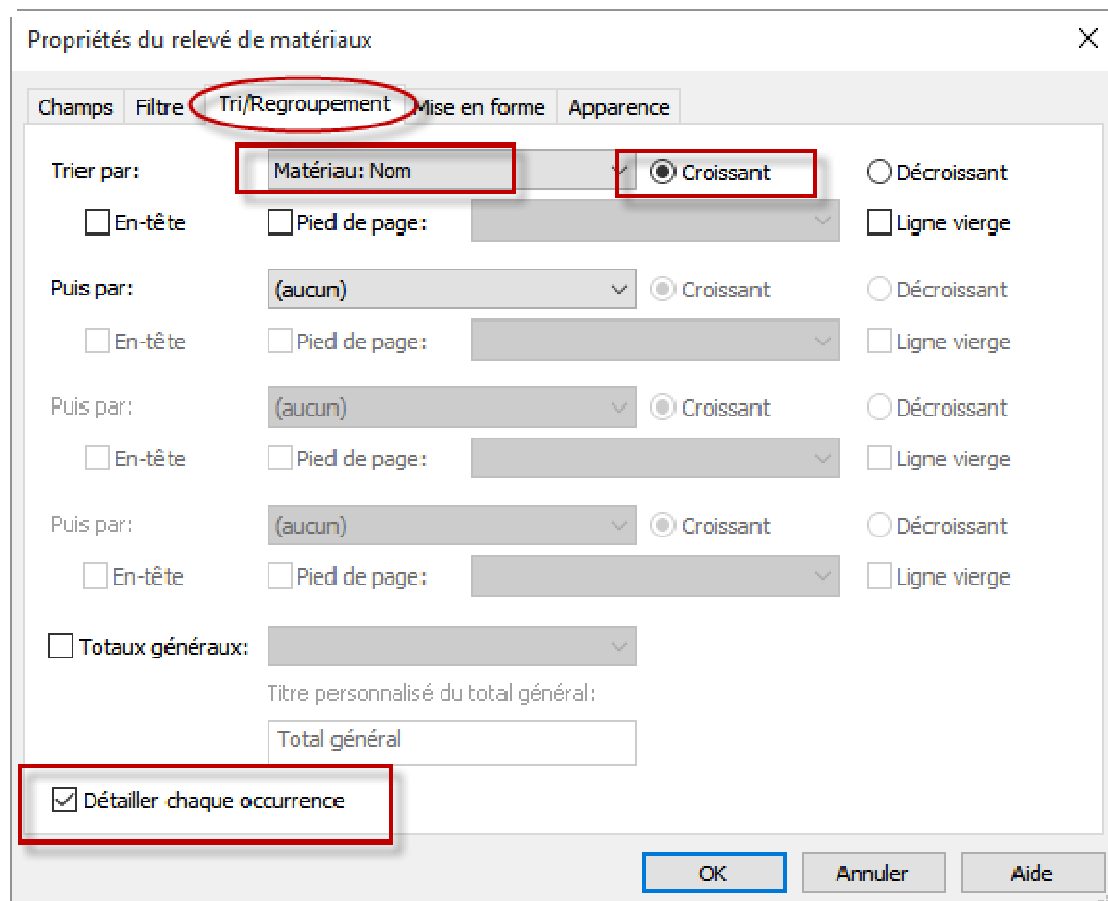 Propriétés du relevé de matériaux
Champs Filtre Tri/Regroupement Mise en forme Apparence
Trier par: Matériau: Nom Croissant Décroissant
En-tête Pied de page: Ligne vierge
Puis par: (aucun) Croissant Décroissant
En-tête Pied de page: Ligne vierge
Puis par: (aucun) Croissant Décroissant
En-tête Pied de page: Ligne vierge
Puis par: (aucun) Croissant Décroissant
En-tête Pied de page: Ligne vierge
Totaux généraux:
Titre personnalisé du total général:
Total général
Détailler chaque occurrence
OK Annuler Aide